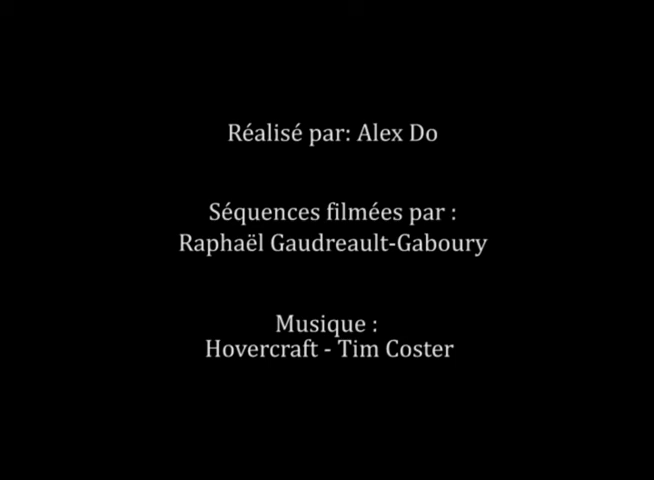 Réalisé par: Alex Do
Séquences filmées par :
Raphaël Gaudreault-Gaboury
Musique :
Hovercraft - Tim Coster